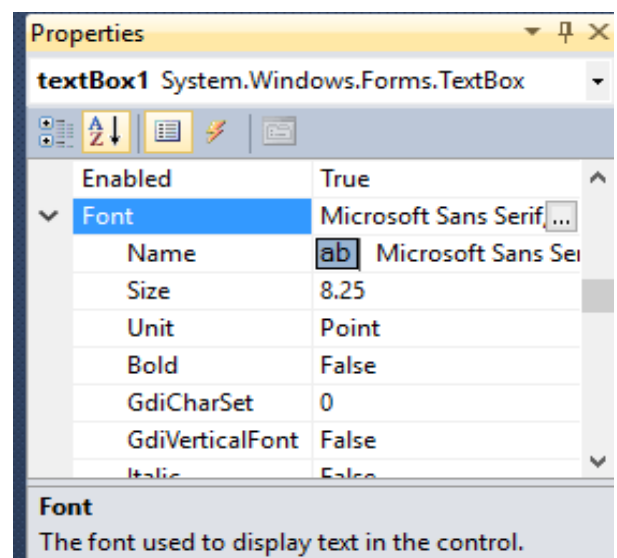 Properties
textBox1 System.Windows.Forms.TextBox
A
Z
Enabled True
Font Microsoft Sans Serif, ...
Name ab Microsoft Sans Ser
Size 8.25
Unit Point
Bold False
GdiCharSet 0
GdiVerticalFont False
Italic False
Font
The font used to display text in the control.